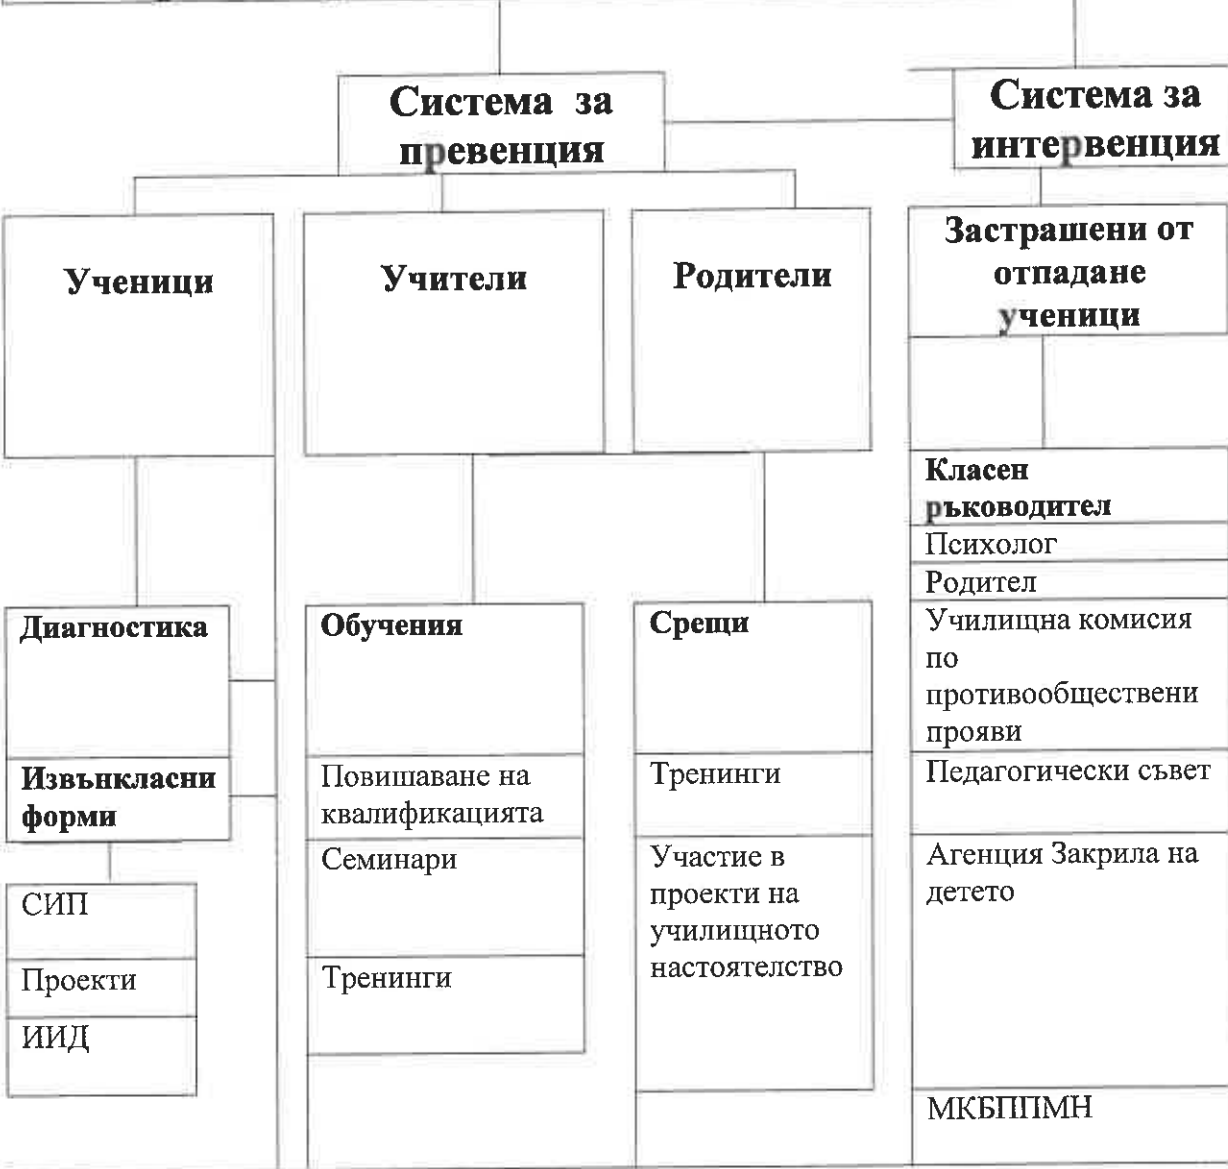 Система за
превенция
Система за
интервенция
Ученици
Учители
Родители
Застрашени от
отпадане
ученици
Класен
ръководител
Психолог
Родител
Училищна комисия
по
противообществени
прояви
Педагогически съвет
Агенция Закрила на
детето
МКБППМН
Диагностика
Извънкласни
форми
СИП
Проекти
ИИД
Обучения
Повишаване на
квалификацията
Семинари
Тренинги
Срещи
Тренинги
Участие в
проекти на
училищното
настоятелство